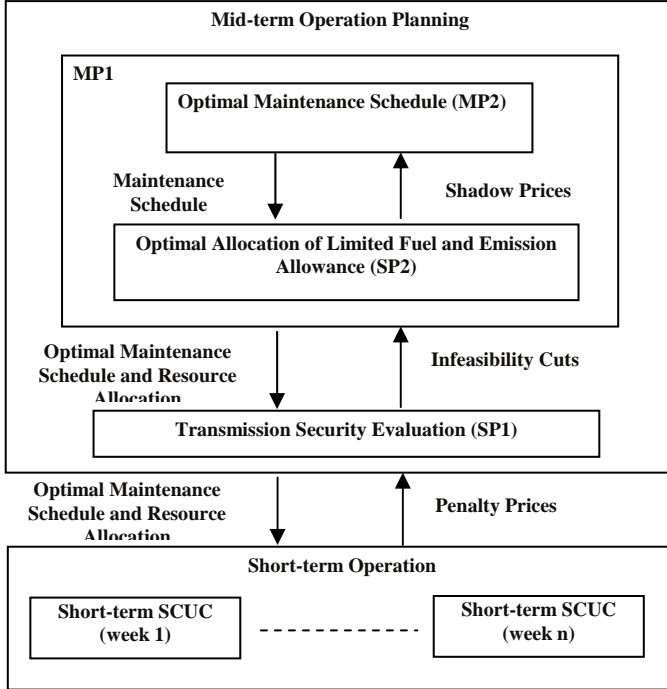 Mid-term Operation Planning
MP1
Optimal Maintenance Schedule (MP2)
Maintenance
Schedule
Shadow Prices
Optimal Allocation of Limited Fuel and Emission
Allowance (SP2)
Optimal Maintenance
Schedule and Resource
Allocation
Infeasibility Cuts
Transmission Security Evaluation (SP1)
Optimal Maintenance
Schedule and Resource
Allocation
Penalty Prices
Short-term Operation
Short-term SCUC
(week 1)
Short-term SCUC
(week n)